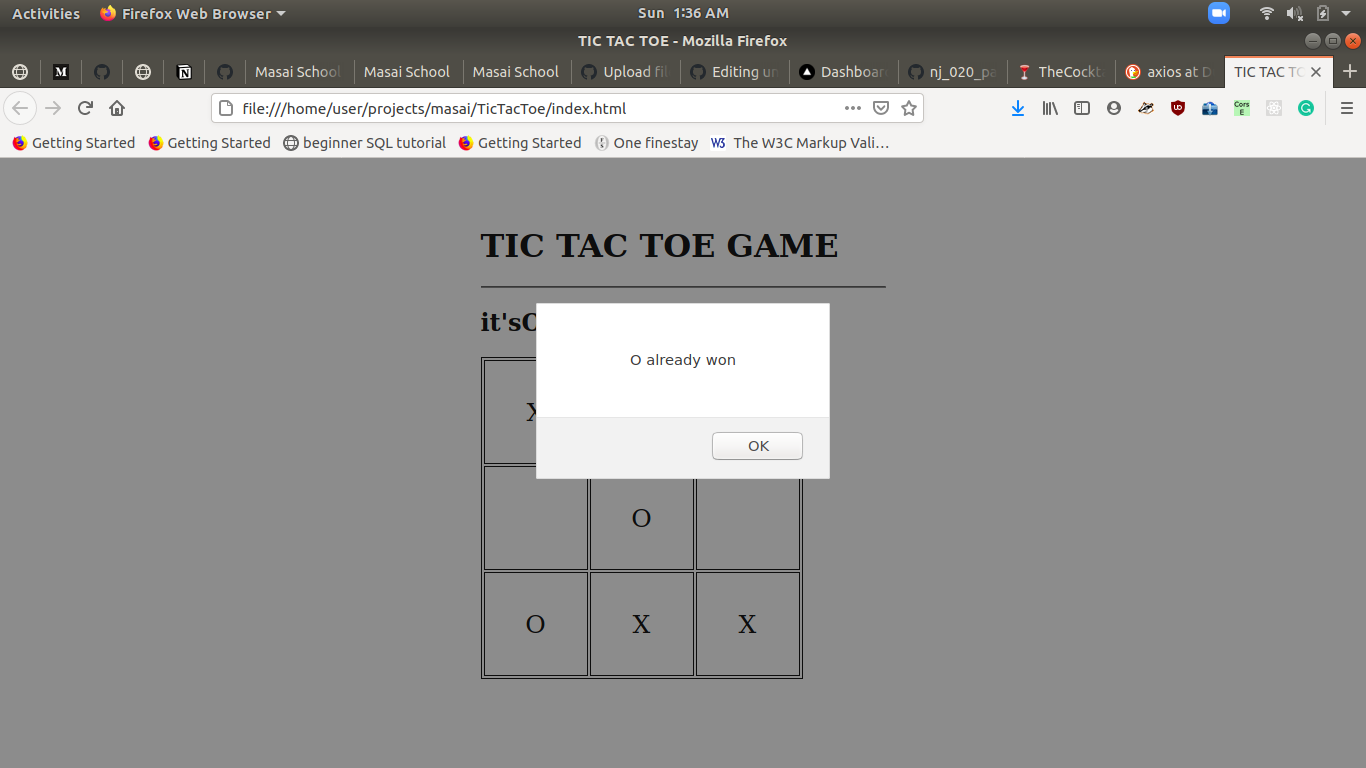 Activities Firefox Web Browser Sun 1:36 AM
TIC TAC TOE - Mozilla Firefox
Masai School Masai School Masai School Upload fil Editing un Dashboar nj_020_pa TheCockt axios at D TIC TAC TO
file:///home/user/projects/masai/TicTacToe/index.html
Getting Started Getting Started beginner SQL tutorial Getting Started One finestay The W3C Markup Vali…
TIC TAC TOE GAME
it'sO
O already won
OK
X
O
O X X